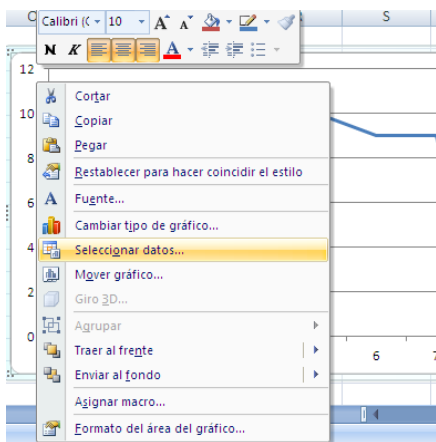 C
S
Calibri (C
10
A
A
N
K
A
12
10
8
6
4
2
0
6
7
Cortar
Copiar
Pegar
Restablecer para hacer coincidir el estilo
A Fuente...
Cambiar tipo de gráfico...
Seleccionar datos...
Mover gráfico...
Giro 3D...
Agrupar
Traer al frente
Enviar al fondo
Asignar macro...
Formato del área del gráfico...